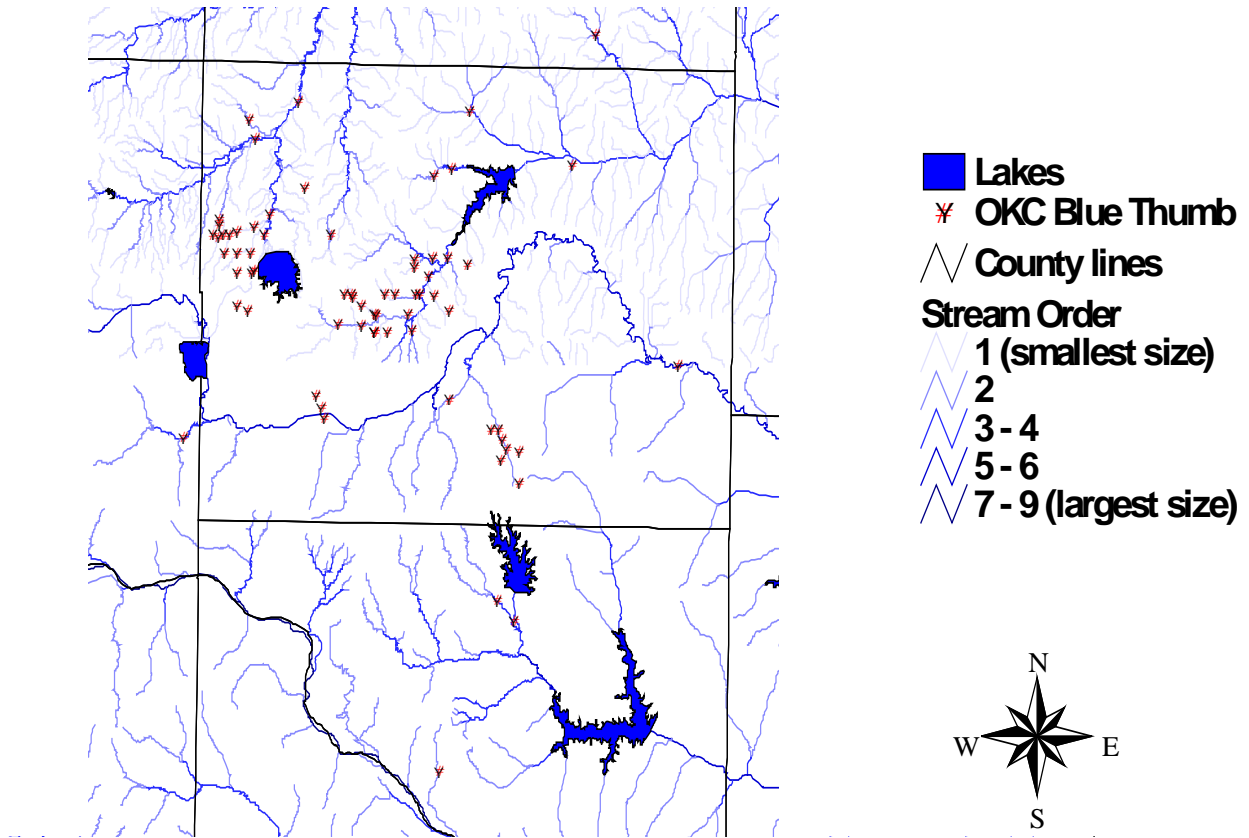 Lakes
OKC Blue Thumb
County lines
Stream Order
1 (smallest size)
2
3 - 4
5 - 6
7 - 9 (largest size)
N
W
E
S